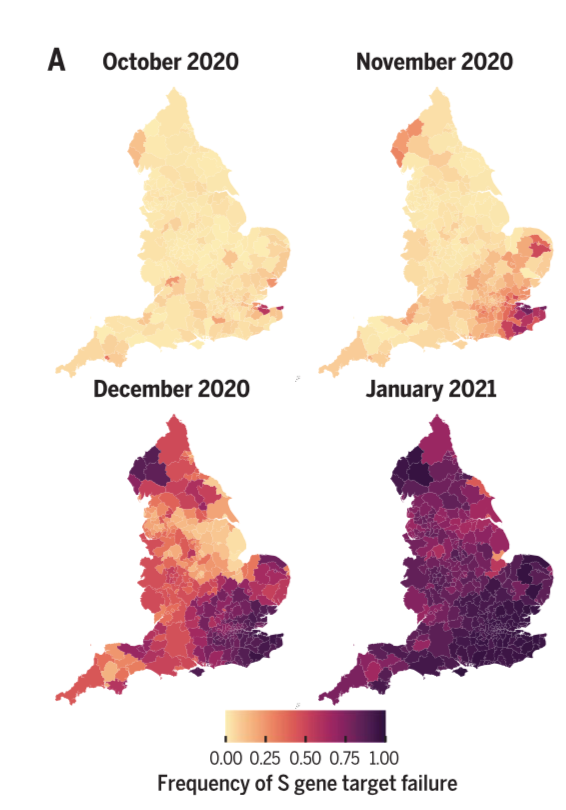 A
October 2020
November 2020
December 2020
January 2021
0.00 0.25 0.50 0.75 1.00
Frequency of S gene target failure